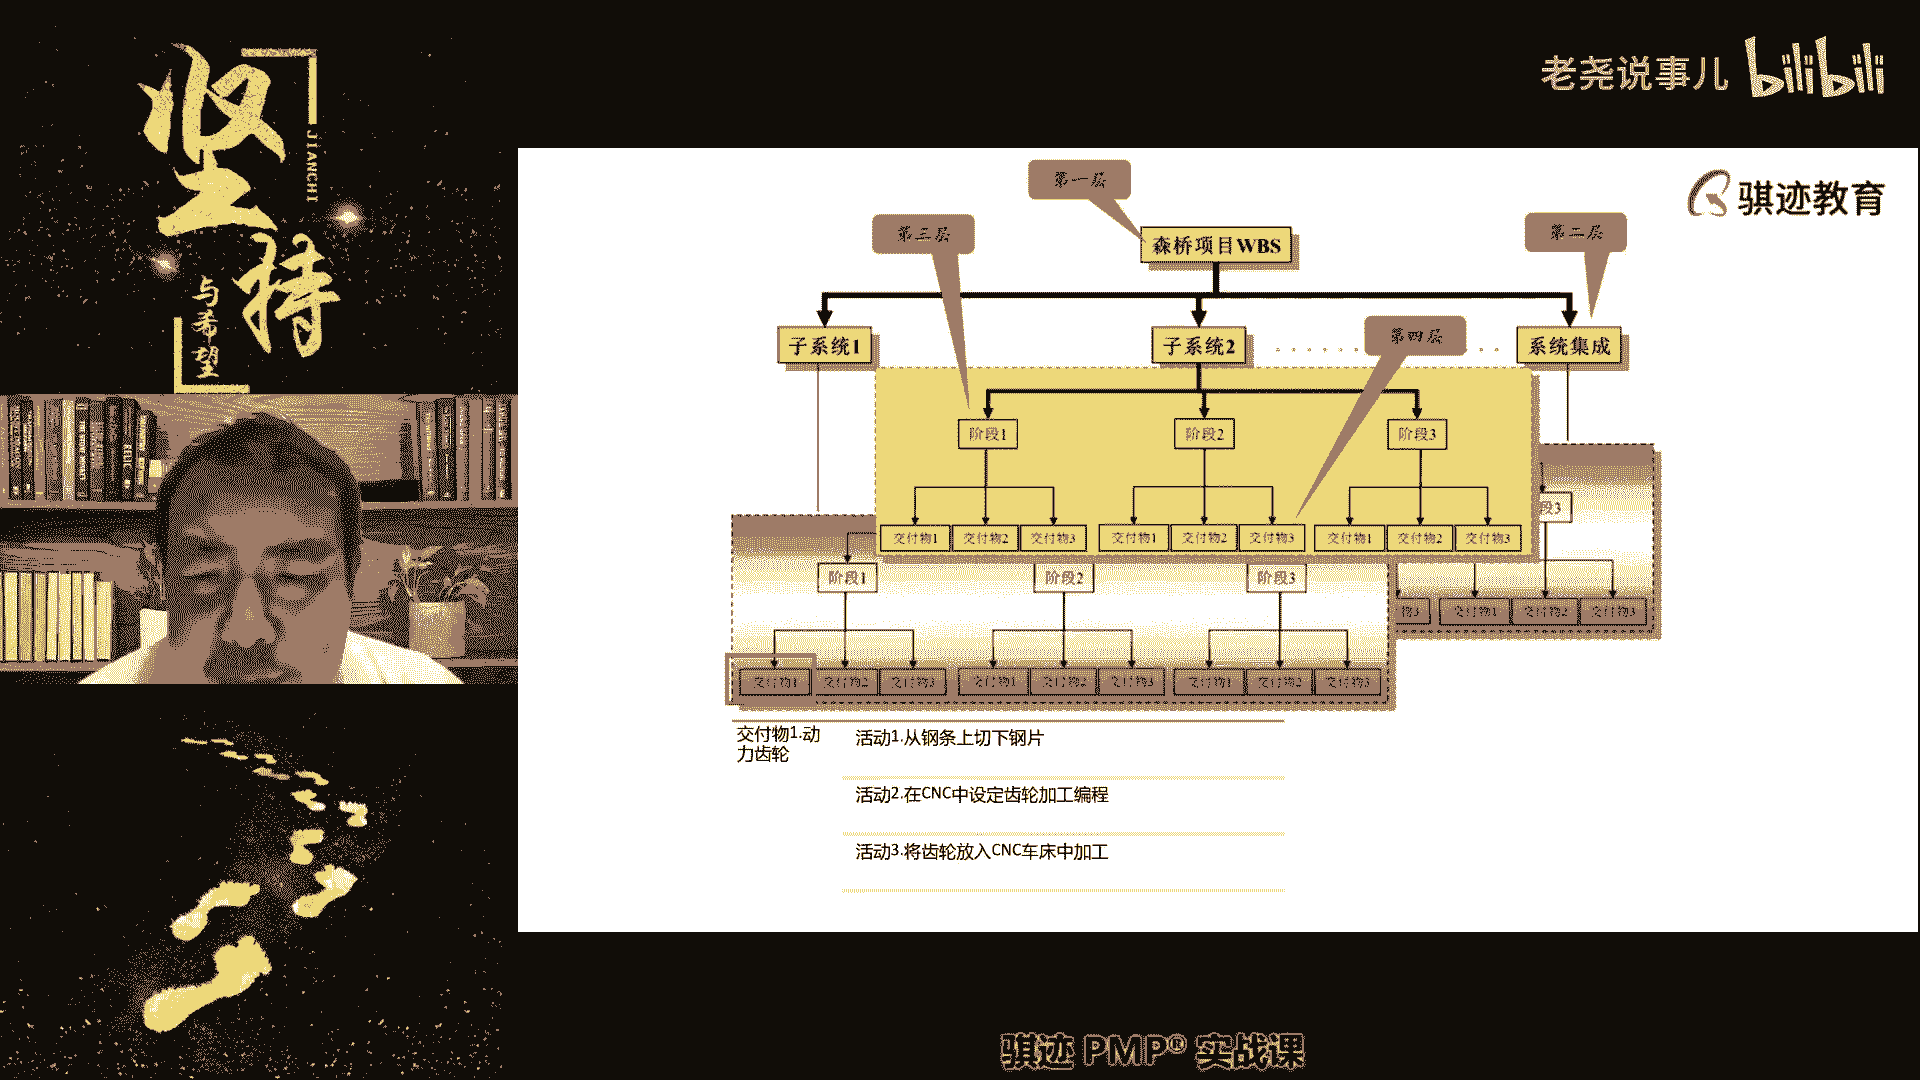 坚持
JIANCHI
与希望
老尧说事儿 bilibili
骐迹教育
第一层
第三层
第二层
森桥项目WBS
子系统1
子系统2
第四层
系统集成
阶段1
阶段2
阶段3
段3
交付物1 交付物2 交付物3
交付物1 交付物2 交付物3
交付物1 交付物2 交付物3
阶段1
阶段2
阶段3
物3 交付物1 交付物2 交付物3
交付物1 交付物2 交付物3
交付物1 交付物2 交付物3
交付物1 交付物2 交付物3
交付物1.动
力齿轮
活动1.从钢条上切下钢片
活动2.在CNC中设定齿轮加工编程
活动3.将齿轮放入CNC车床中加工
骐迹 PMP® 实战课